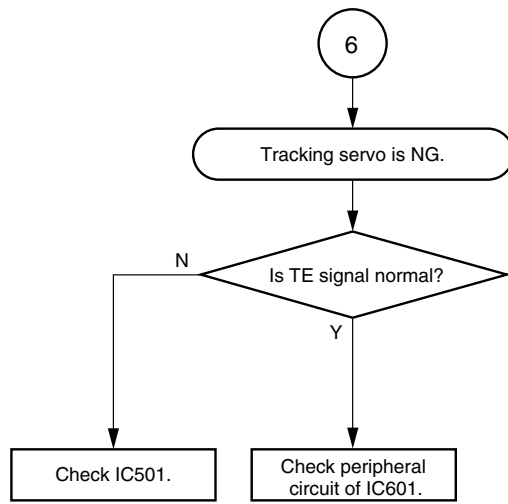 6
Tracking servo is NG.
Is TE signal normal?
N
Y
Check IC501.
Check peripheral
circuit of IC601.